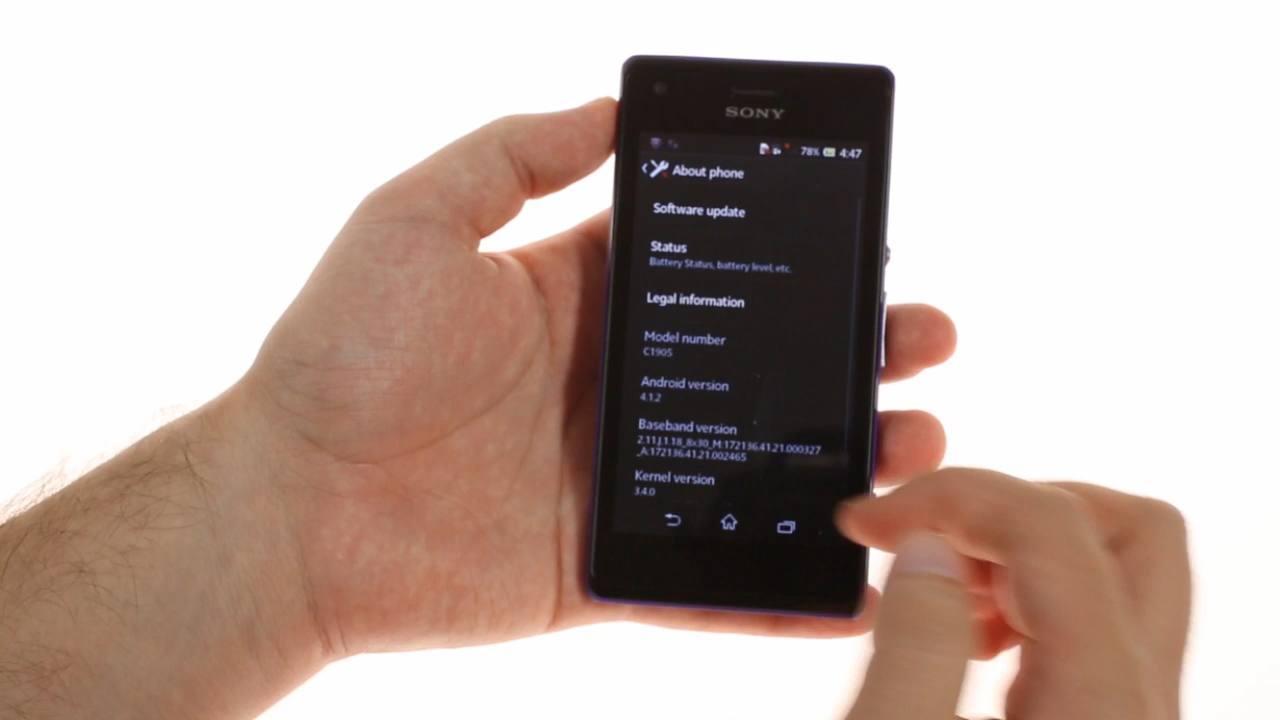 SONY
78% 4:47
About phone
Software update
Status
Battery Status, battery level, etc.
Legal information
Model number
C1905
Android version
4.1.2
Baseband version
2.11.J.1.18_8x30_M:172136.41.21.000327
_A:172136.41.21.002465
Kernel version
3.4.0